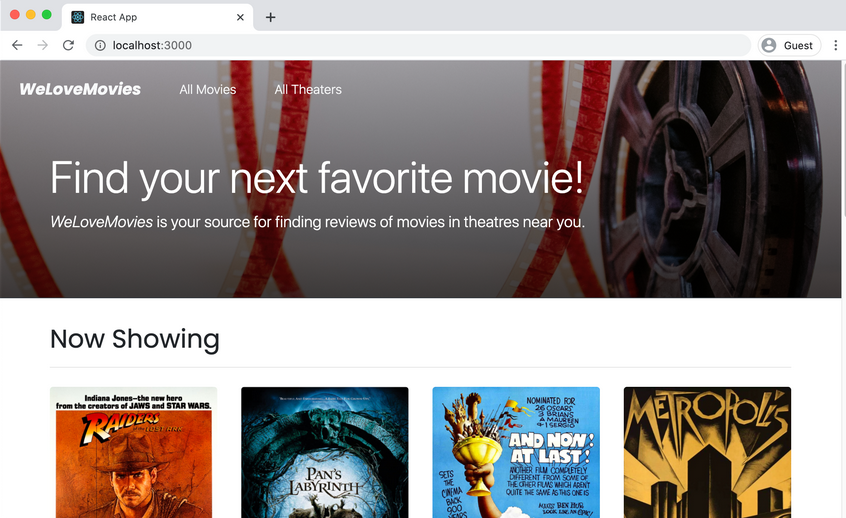 React App
localhost:3000
Guest
WeLoveMovies
All Movies
All Theaters
Find your next favorite movie!
WeLoveMovies is your source for finding reviews of movies in theatres near you.
Now Showing
Indiana Jones—the new hero
from the creators of JAWS and STAR WARS.
RAIDERS
OF THE LOST ARK
PAN'S
LABYRINTH
NOMINATED FOR
26 OSCARS
3 BRIANS
A MAUREEN
4-1 SERGIO
AND NOW!
AT LAST!
ANOTHER FILM COMPLETELY
DIFFERENT FROM SOME OF
THE OTHER FILMS WHICH AREN'T
QUITE THE SAME AS THIS ONE IS
SETS
THE
CINEMA
BACK
900
YEARS
METROPOLIS